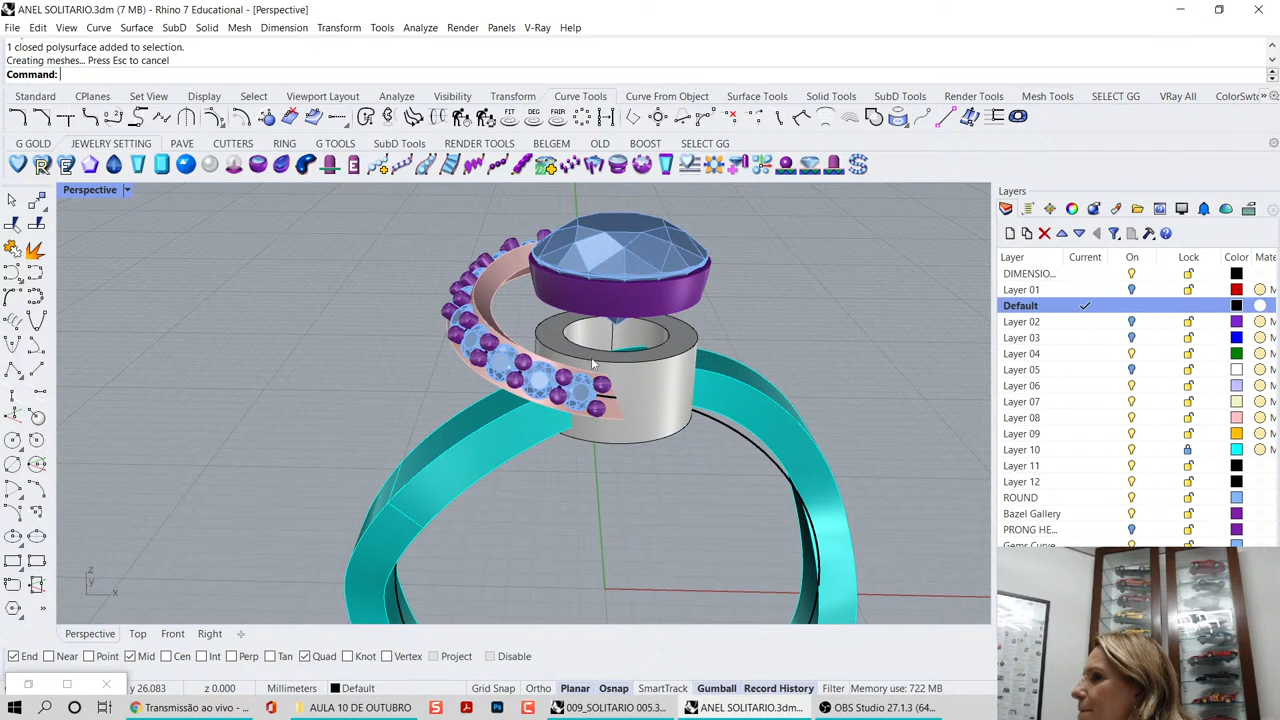 ANEL SOLITARIO.3dm (7 MB) - Rhino 7 Educational - [Perspective]
File Edit View Curve Surface SubD Solid Mesh Dimension Transform Tools Analyze Render Panels V-Ray Help
1 closed polysurface added to selection.
Creating meshes... Press Esc to cancel
Command:
Standard CPlanes Set View Display Select Viewport Layout Analyze Visibility Transform Curve Tools Curve From Object Surface Tools Solid Tools SubD Tools Render Tools Mesh Tools SELECT GG VRay All ColorSwto
FIT DEG FAIR
G GOLD JEWELRY SETTING PAVE CUTTERS RING G TOOLS SubD Tools RENDER TOOLS BELGEM OLD BOOST SELECT GG
Perspective
Layers
Layer Current On Lock Color Mate
DIMENSIO...
Layer 01 M
Default
Layer 02 M
Layer 03 M
Layer 04 M
Layer 05 M
Layer 06 M
Layer 07 M
Layer 08 M
Layer 09 M
Layer 10 M
Layer 11
Layer 12
ROUND
Bazel Gallery
PRONG HE...
Gems Curve
z
y x
Perspective Top Front Right
End Near Point Mid Cen Int Perp Tan Quad Knot Vertex Project Disable
y 26.083 z 0.000 Millimeters Default Grid Snap Ortho Planar Osnap SmartTrack Gumball Record History Filter Memory use: 722 MB
Transmissão ao vivo - ... AULA 10 DE OUTUBRO 009_SOLITARIO 005.3... ANEL SOLITARIO.3dm... OBS Studio 27.1.3 (64...